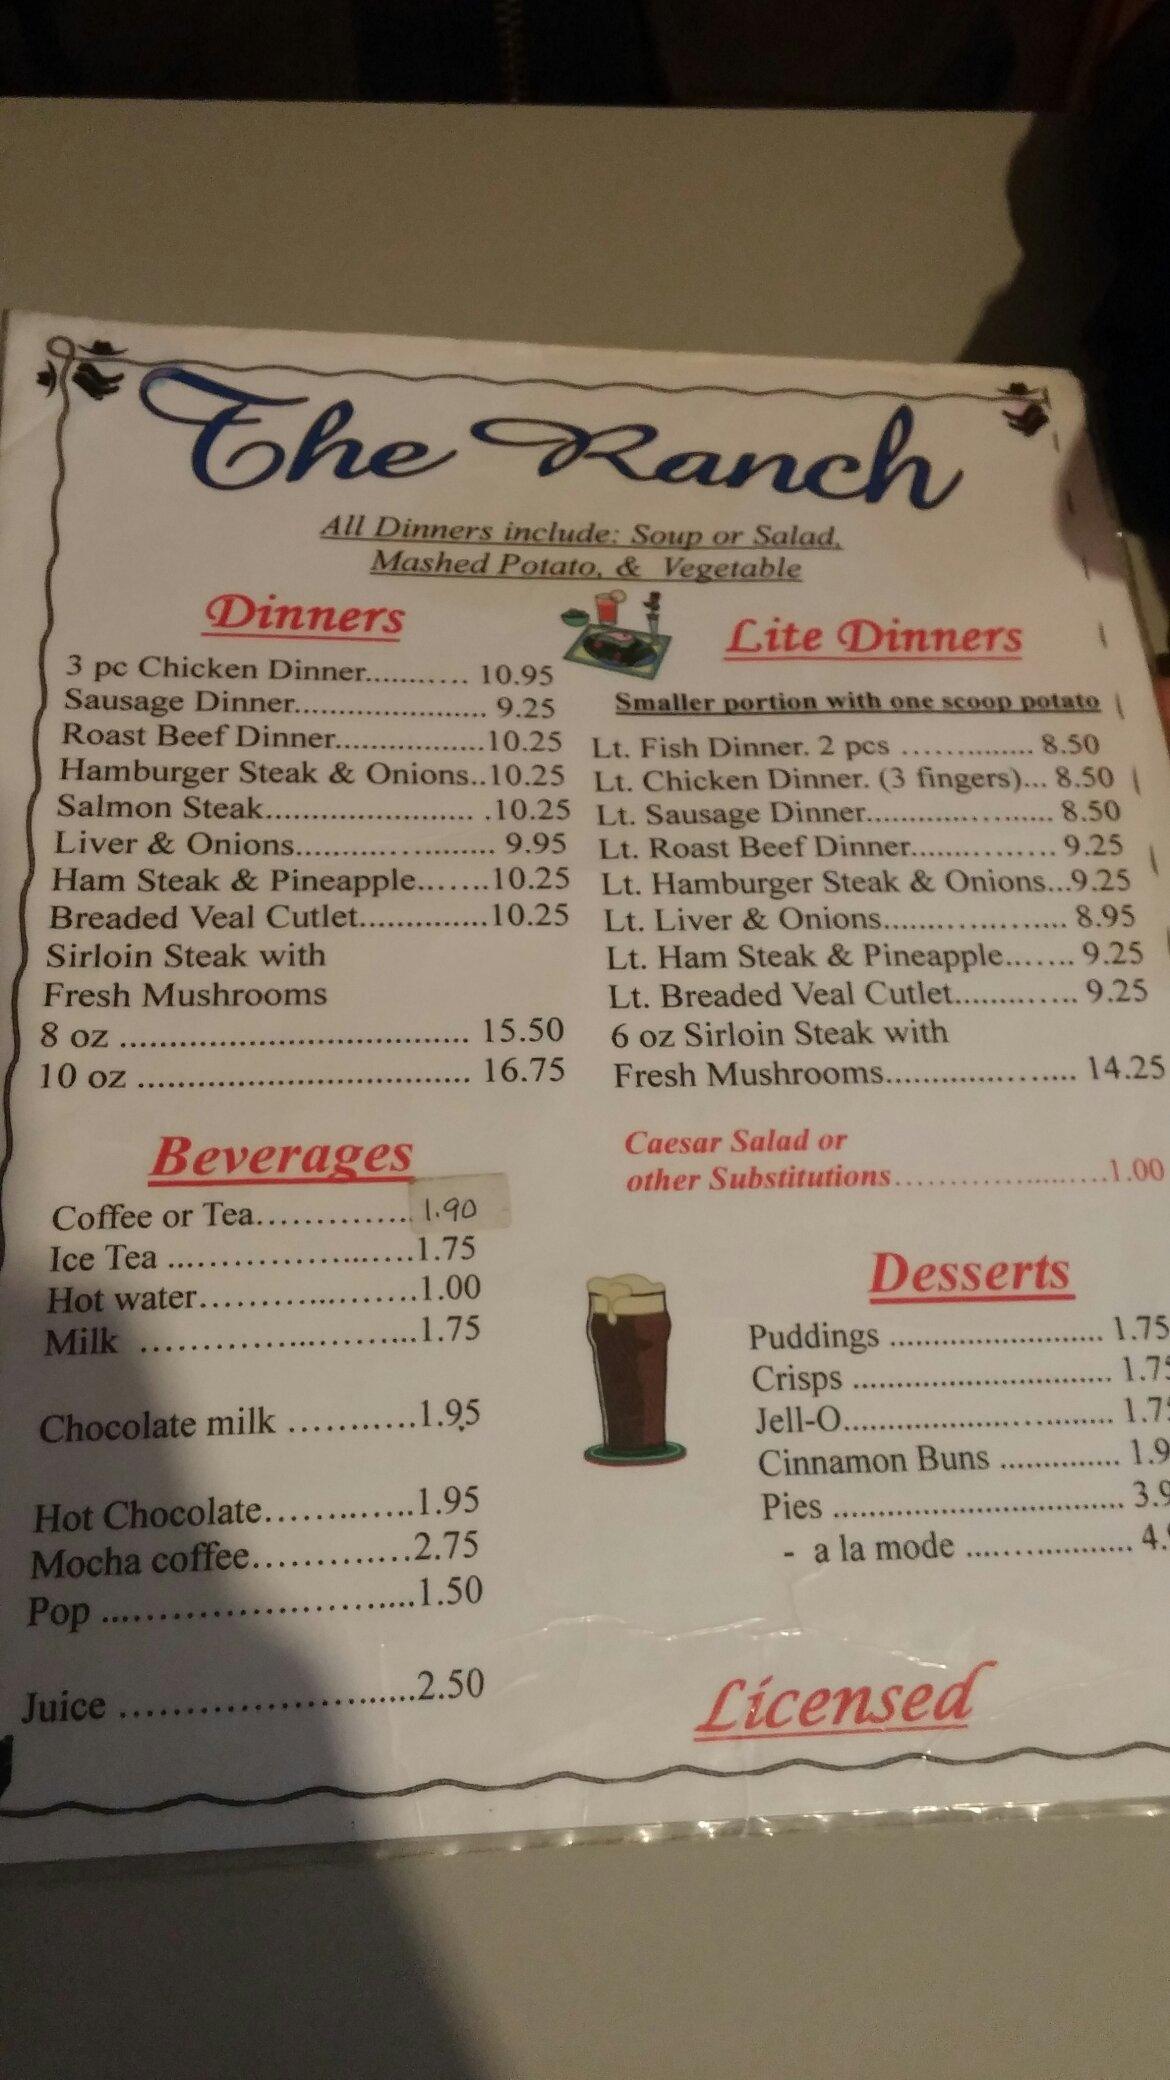 The Ranch
All Dinners include: Soup or Salad,
Mashed Potato, & Vegetable
Dinners
3 pc Chicken Dinner........... 10.95
Sausage Dinner....................... 9.25
Roast Beef Dinner..................10.25
Hamburger Steak & Onions..10.25
Salmon Steak......................... .10.25
Liver & Onions........................ 9.95
Ham Steak & Pineapple.......10.25
Breaded Veal Cutlet...............10.25
Sirloin Steak with
Fresh Mushrooms
8 oz ................................... 15.50
10 oz ................................. 16.75
Lite Dinners
Smaller portion with one scoop potato
Lt. Fish Dinner. 2 pcs ............... 8.50
Lt. Chicken Dinner. (3 fingers)... 8.50
Lt. Sausage Dinner...................... 8.50
Lt. Roast Beef Dinner................. 9.25
Lt. Hamburger Steak & Onions...9.25
Lt. Liver & Onions...................... 8.95
Lt. Ham Steak & Pineapple....... 9.25
Lt. Breaded Veal Cutlet............. 9.25
6 oz Sirloin Steak with
Fresh Mushrooms...................... 14.25
Caesar Salad or
other Substitutions........................1.00
Beverages
Coffee or Tea............... 1.90
Ice Tea .........................1.75
Hot water......................1.00
Milk ............................1.75
Chocolate milk ...........1.95
Hot Chocolate..............1.95
Mocha coffee..............2.75
Pop ...............................1.50
Juice .............................2.50
Desserts
Puddings .......................... 1.75
Crisps ............................... 
Jell-O................................. 
Cinnamon Buns .............. 
Pies ................................... 
- a la mode .................... 
Licensed